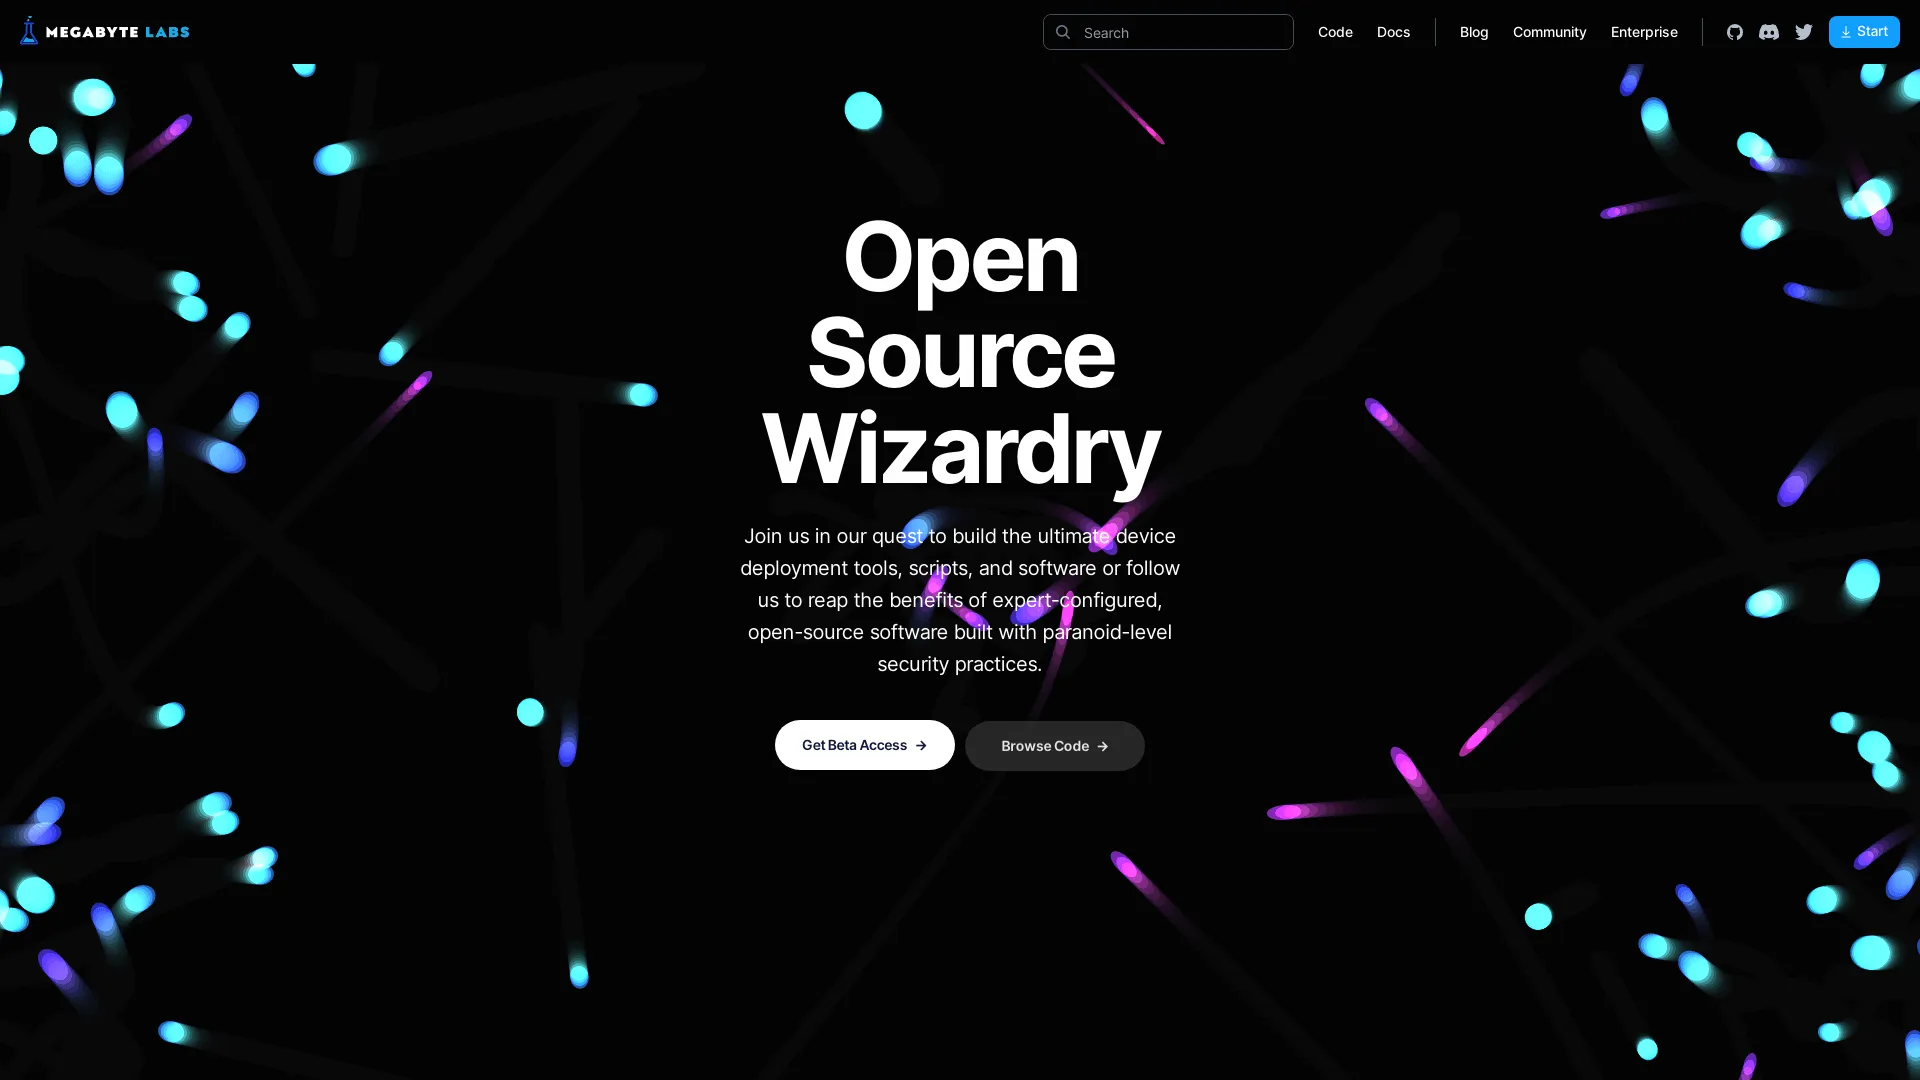 MEGABYTE LABS
Search
Code
Docs
Blog
Community
Enterprise
Start
Open
Source
Wizardry
Join us in our quest to build the ultimate device
deployment tools, scripts, and software or follow
us to reap the benefits of expert-configured,
open-source software built with paranoid-level
security practices.
Get Beta Access →
Browse Code →